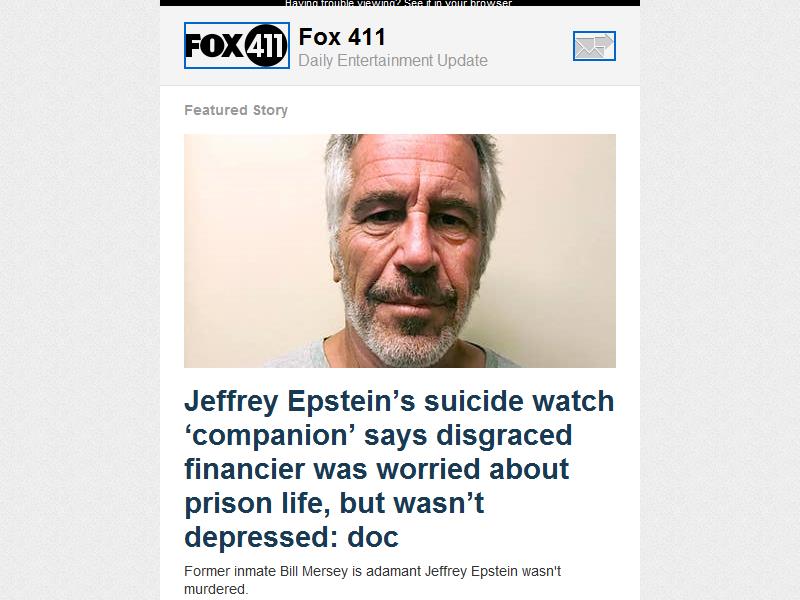 Having trouble viewing? See it in your browser
FOX 411
Fox 411
Daily Entertainment Update
Featured Story
Jeffrey Epstein’s suicide watch
‘companion’ says disgraced
financier was worried about
prison life, but wasn’t
depressed: doc
Former inmate Bill Mersey is adamant Jeffrey Epstein wasn't
murdered.